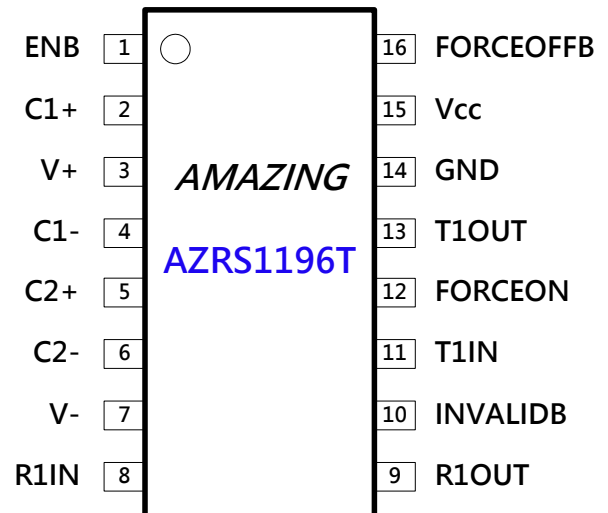 ENB 1 16 FORCEOFFB
C1+ 2 15 Vcc
V+ 3 AMAZING 14 GND
C1- 4 13 T1OUT
AZRS1196T
C2+ 5 12 FORCEON
C2- 6 11 T1IN
V- 7 10 INVALIDB
R1IN 8 9 R1OUT